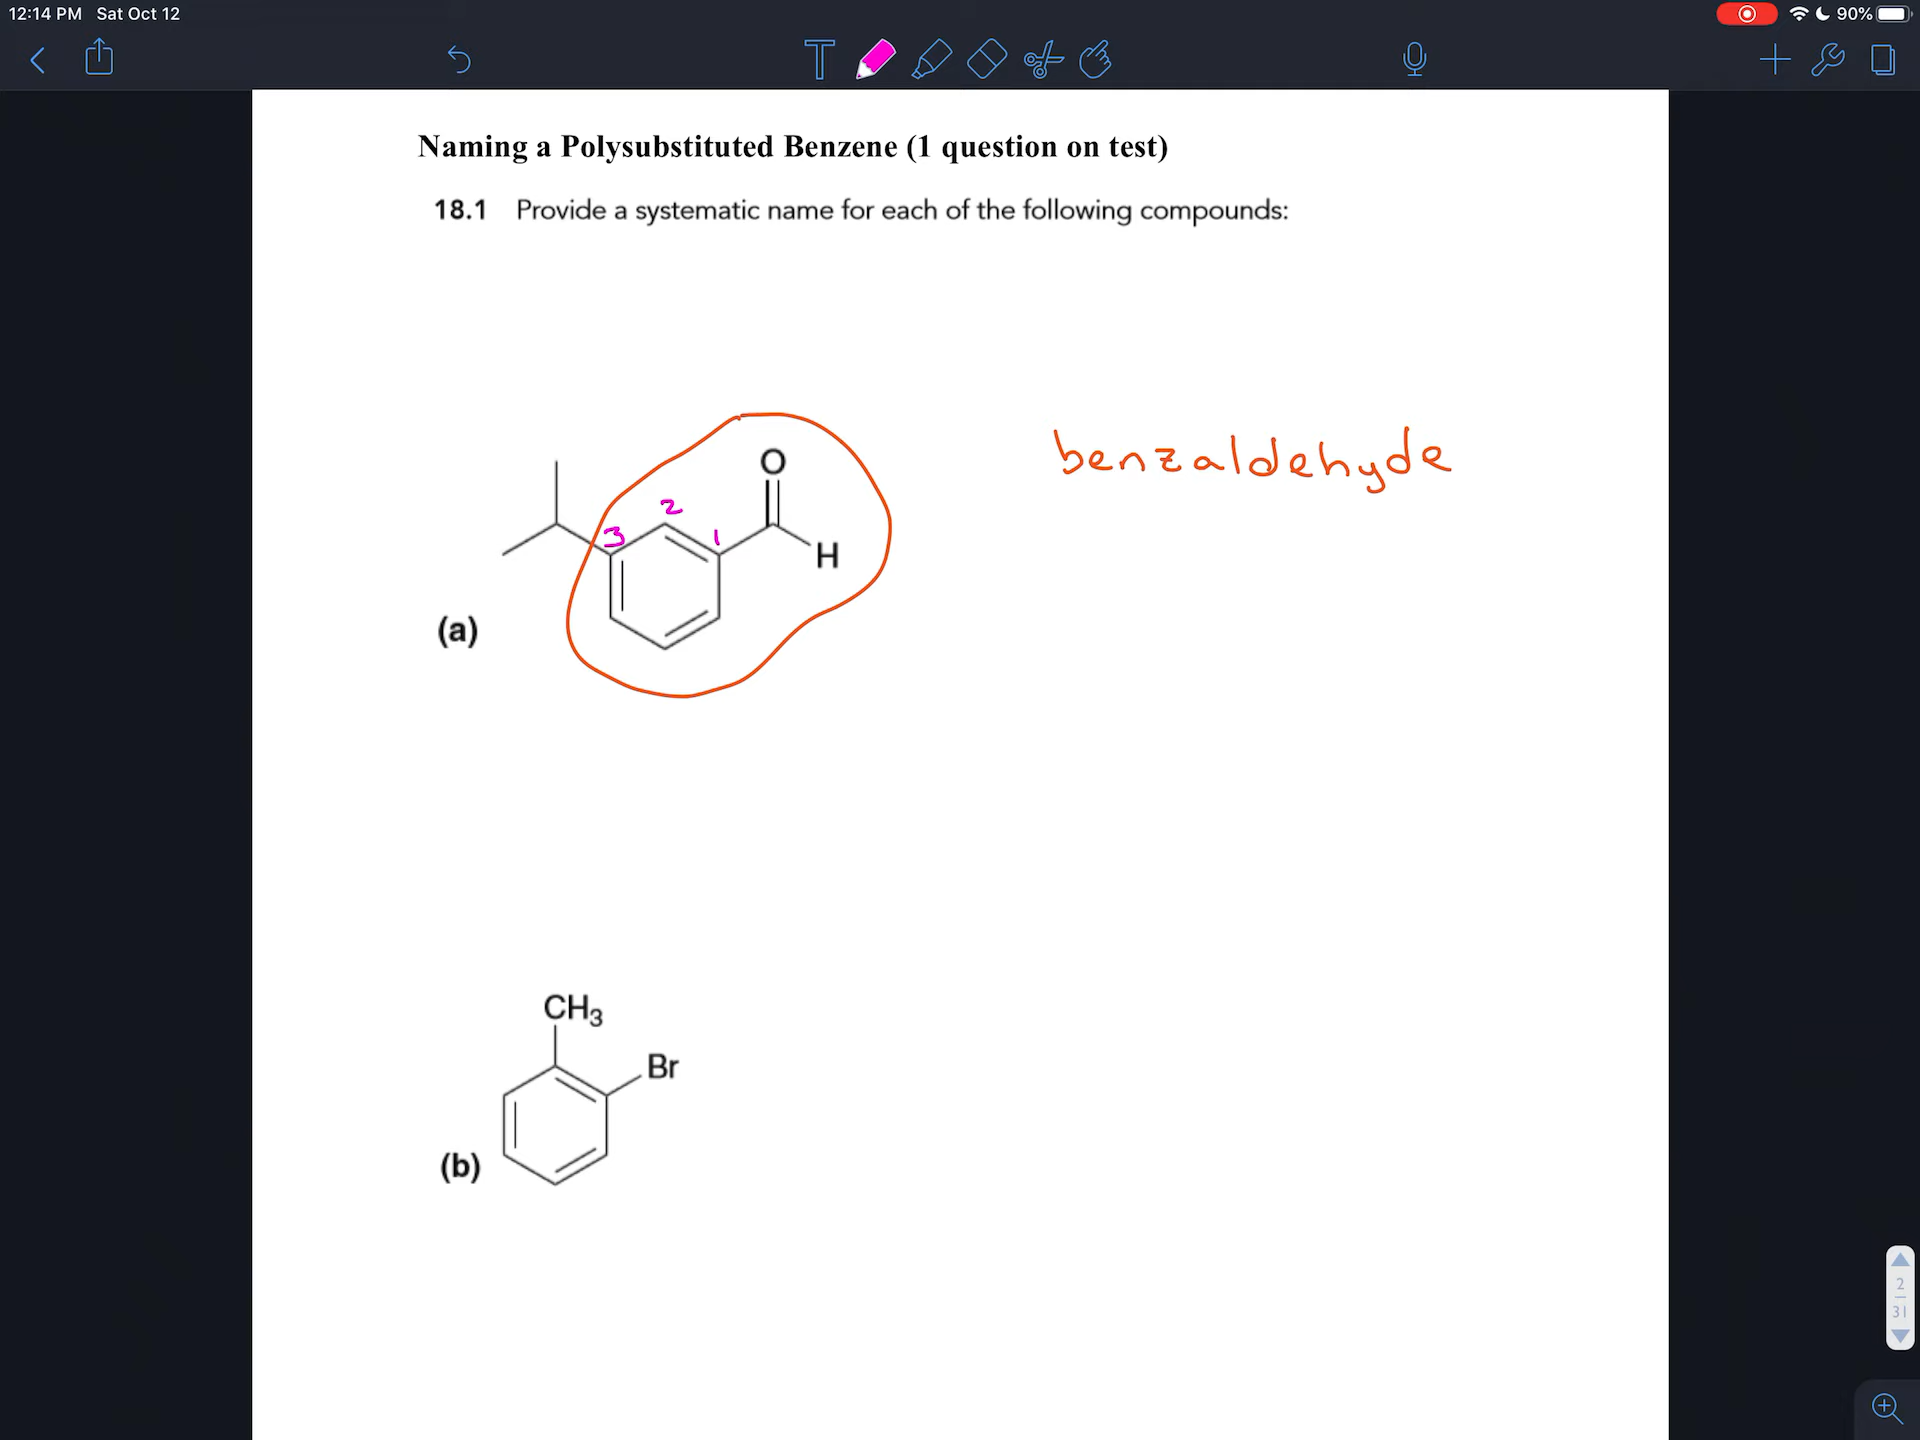 12:14 PM Sat Oct 12
90%
T
Naming a Polysubstituted Benzene (1 question on test)
18.1 Provide a systematic name for each of the following compounds:
benzaldehyde
O
2
3
1
H
(a)
CH3
Br
(b)
2
31